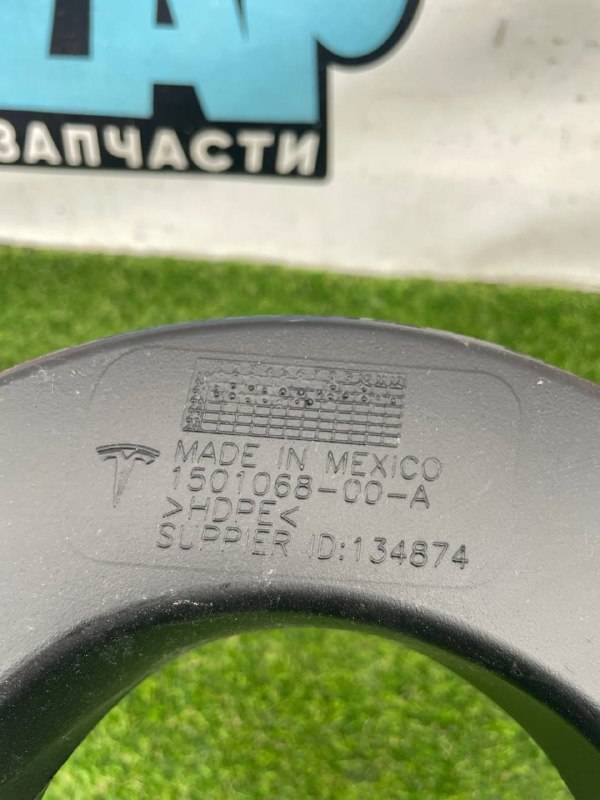 ЗАПЧАСТИ
MADE IN MEXICO
1501068-00-A
>HDPE<
SUPPIER ID:134874